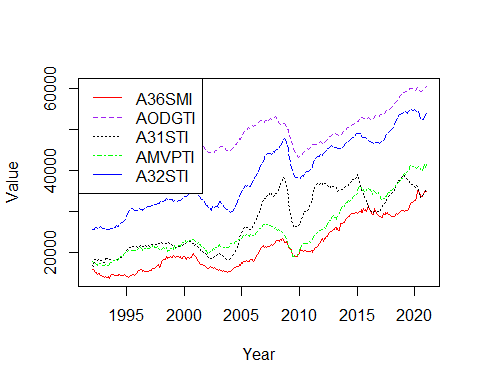 A36SMI
AODGTI
A31STI
AMVPTI
A32STI
60000
40000
20000
Value
1995 2000 2005 2010 2015 2020
Year